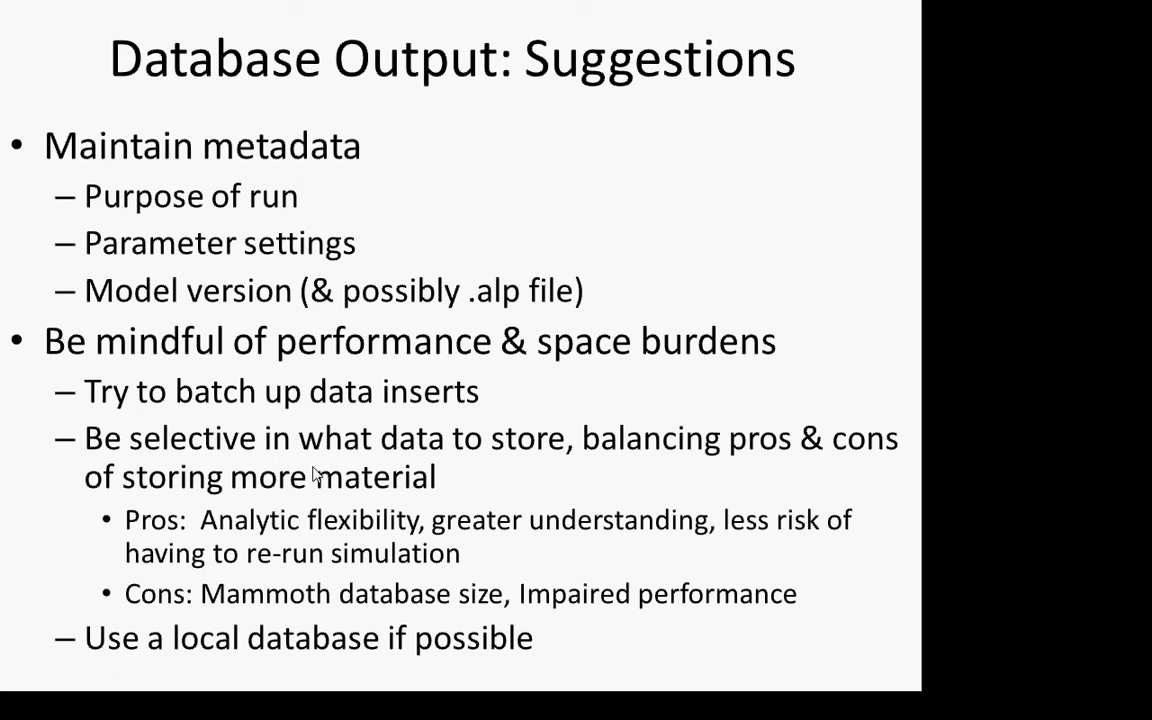 Database Output: Suggestions
• Maintain metadata
– Purpose of run
– Parameter settings
– Model version (& possibly .alp file)
• Be mindful of performance & space burdens
– Try to batch up data inserts
– Be selective in what data to store, balancing pros & cons
of storing more material
• Pros:  Analytic flexibility, greater understanding, less risk of
having to re-run simulation
• Cons: Mammoth database size, Impaired performance
– Use a local database if possible